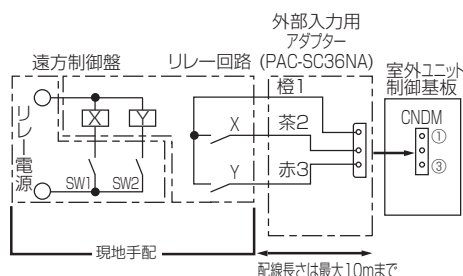 外部入力用
アダプター
(PAC-SC36NA)
遠方制御盤
リレー回路
室外ユニット
制御基板
リレー電源
X
Y
SW1
SW2
X
Y
橙1
茶2
赤3
CNDM
①
③
現地手配
配線長さは最大10mまで